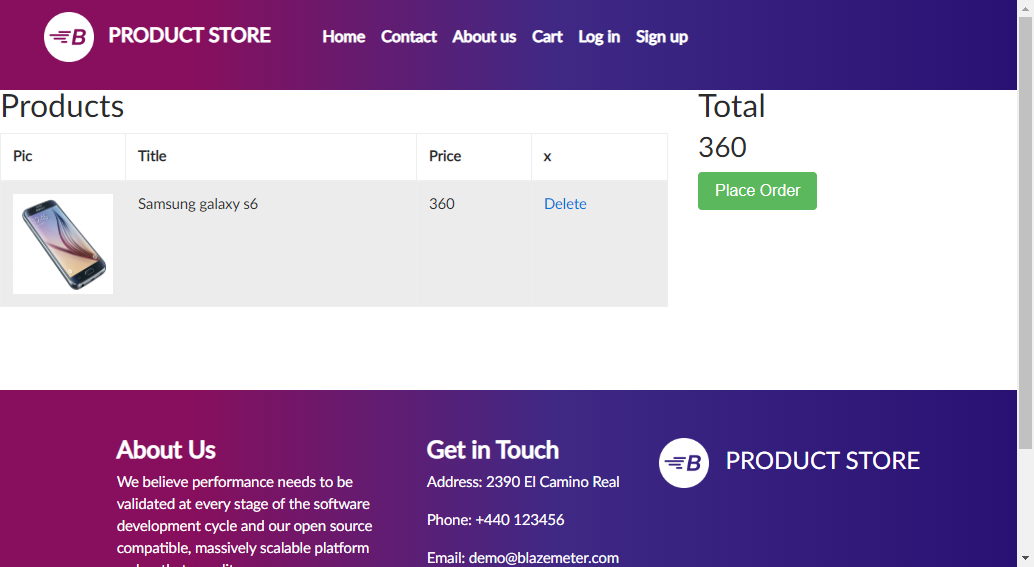 B PRODUCT STORE Home Contact About us Cart Log in Sign up
Products
Pic Title Price x
Samsung galaxy s6 360 Delete
Total
360
Place Order
About Us
We believe performance needs to be
validated at every stage of the software
development cycle and our open source
compatible, massively scalable platform
Get in Touch
Address: 2390 El Camino Real
Phone: +440 123456
Email: demo@blazemeter.com
B PRODUCT STORE